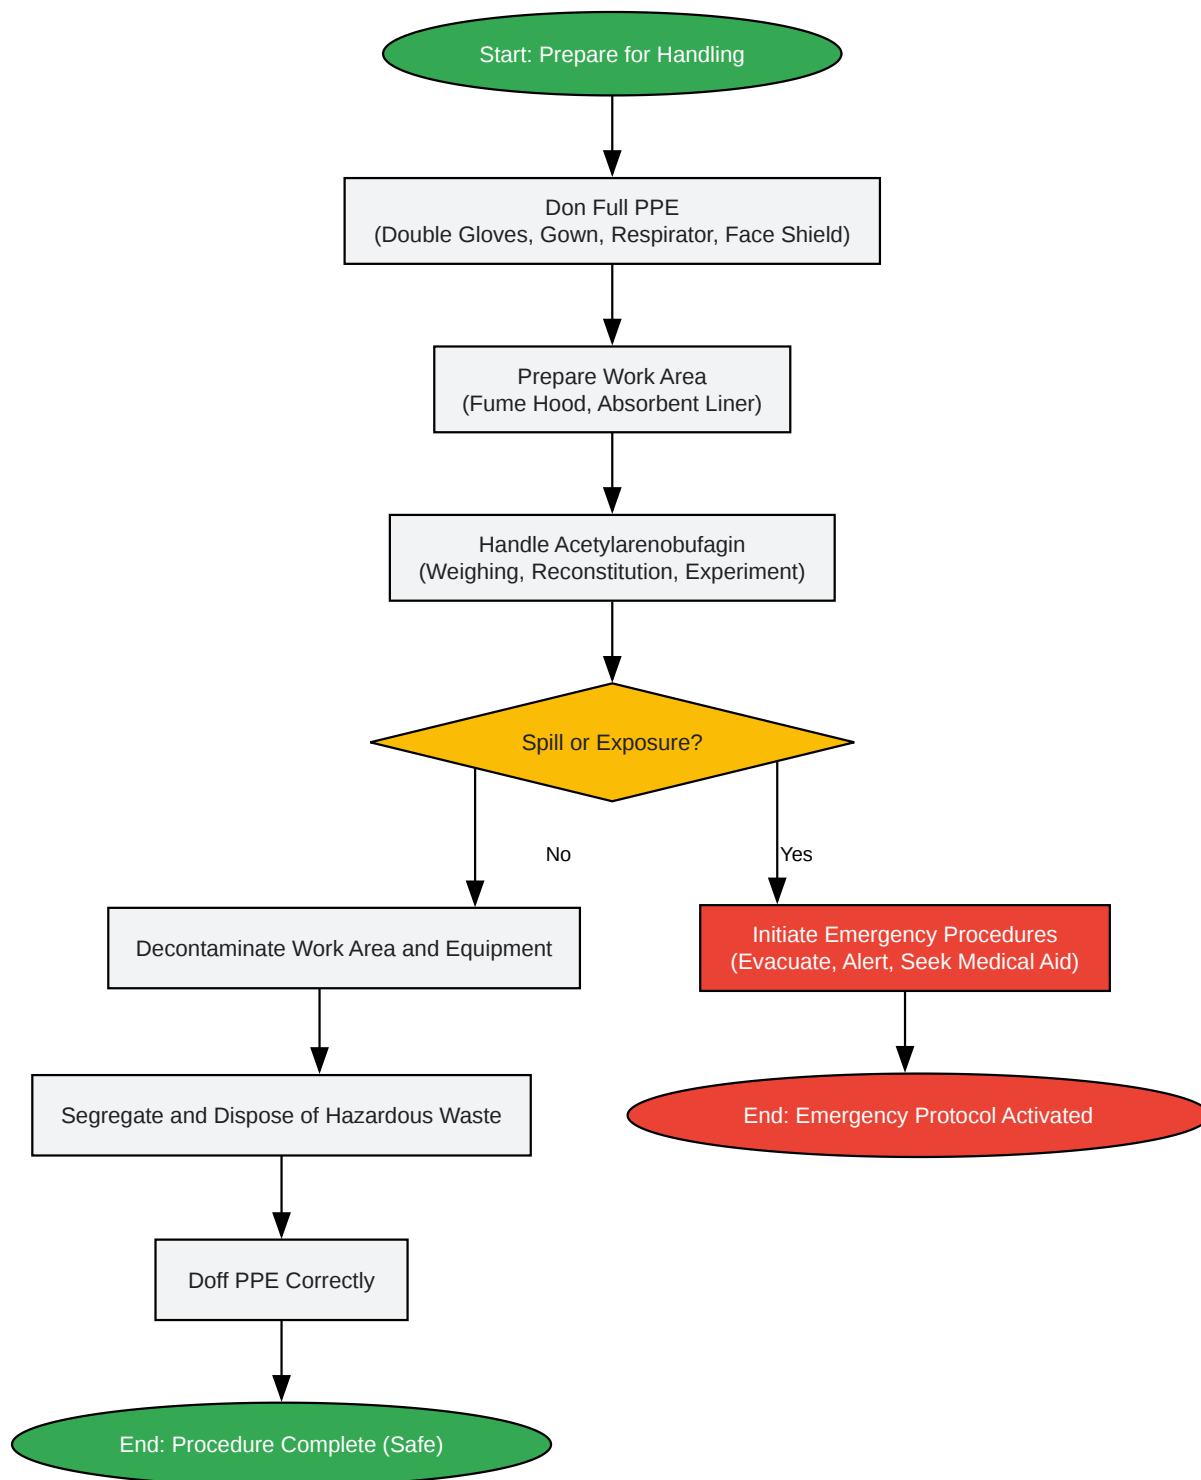 Start: Prepare for Handling
Don Full PPE
(Double Gloves, Gown, Respirator, Face Shield)
Prepare Work Area
(Fume Hood, Absorbent Liner)
Handle Acetylarenobufagin
(Weighing, Reconstitution, Experiment)
Spill or Exposure?
No
Yes
Decontaminate Work Area and Equipment
Initiate Emergency Procedures
(Evacuate, Alert, Seek Medical Aid)
Segregate and Dispose of Hazardous Waste
End: Emergency Protocol Activated
Doff PPE Correctly
End: Procedure Complete (Safe)